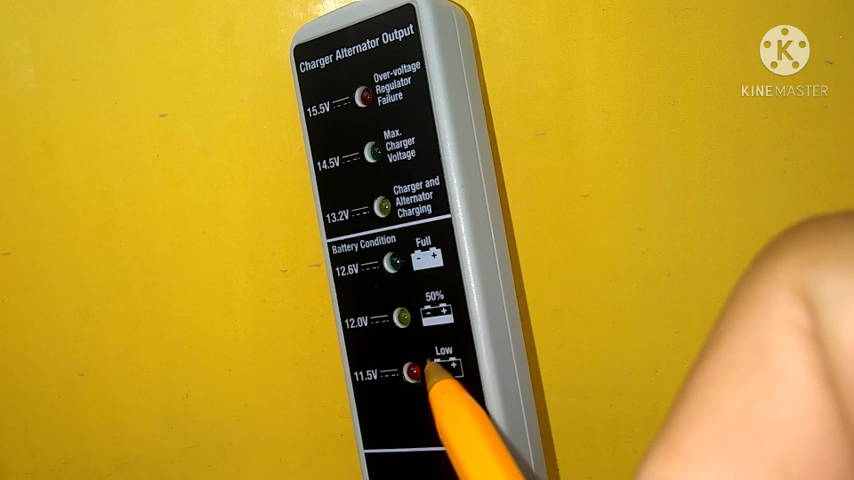 Charger Alternator Output
15.5V
Over-voltage
Regulator
Failure
14.5V
Max.
Charger
Voltage
13.2V
Charger and
Alternator
Charging
Battery Condition
12.6V
Full
12.0V
50%
11.5V
Low
K
KINEMASTER